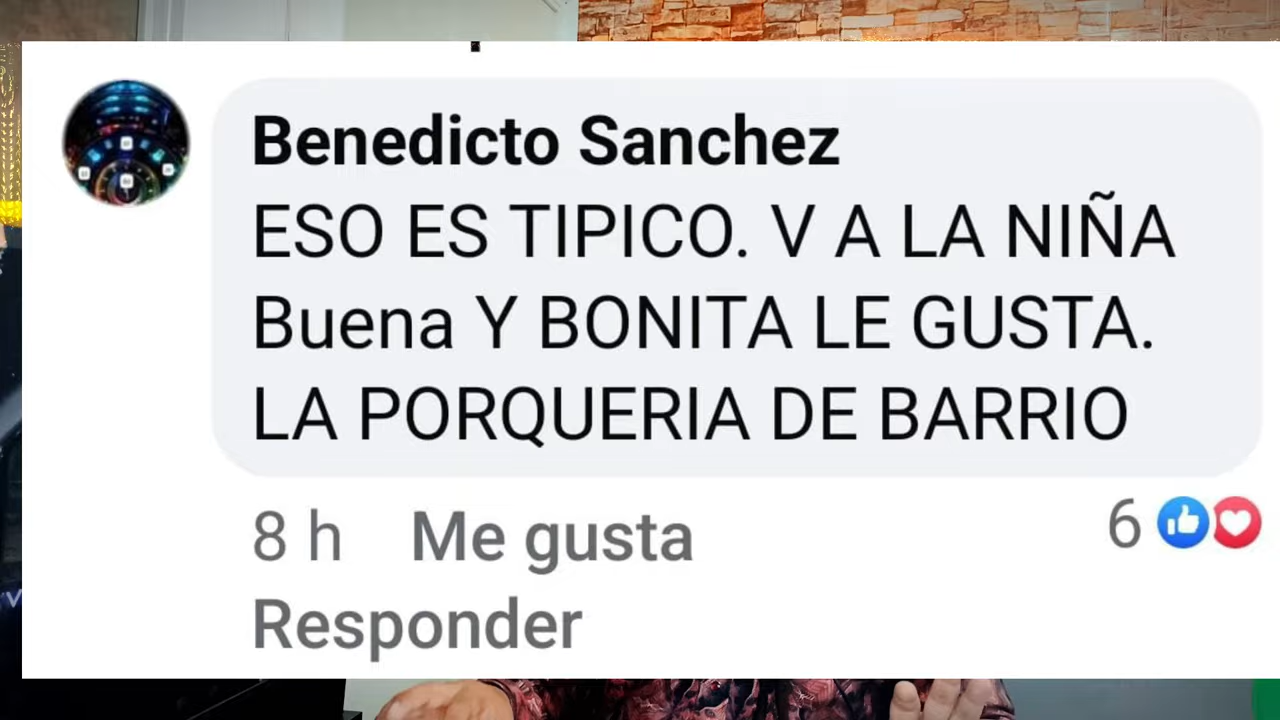 Benedicto Sanchez
ESO ES TIPICO. V A LA NIÑA
Buena Y BONITA LE GUSTA.
LA PORQUERIA DE BARRIO
8 h Me gusta 6
Responder